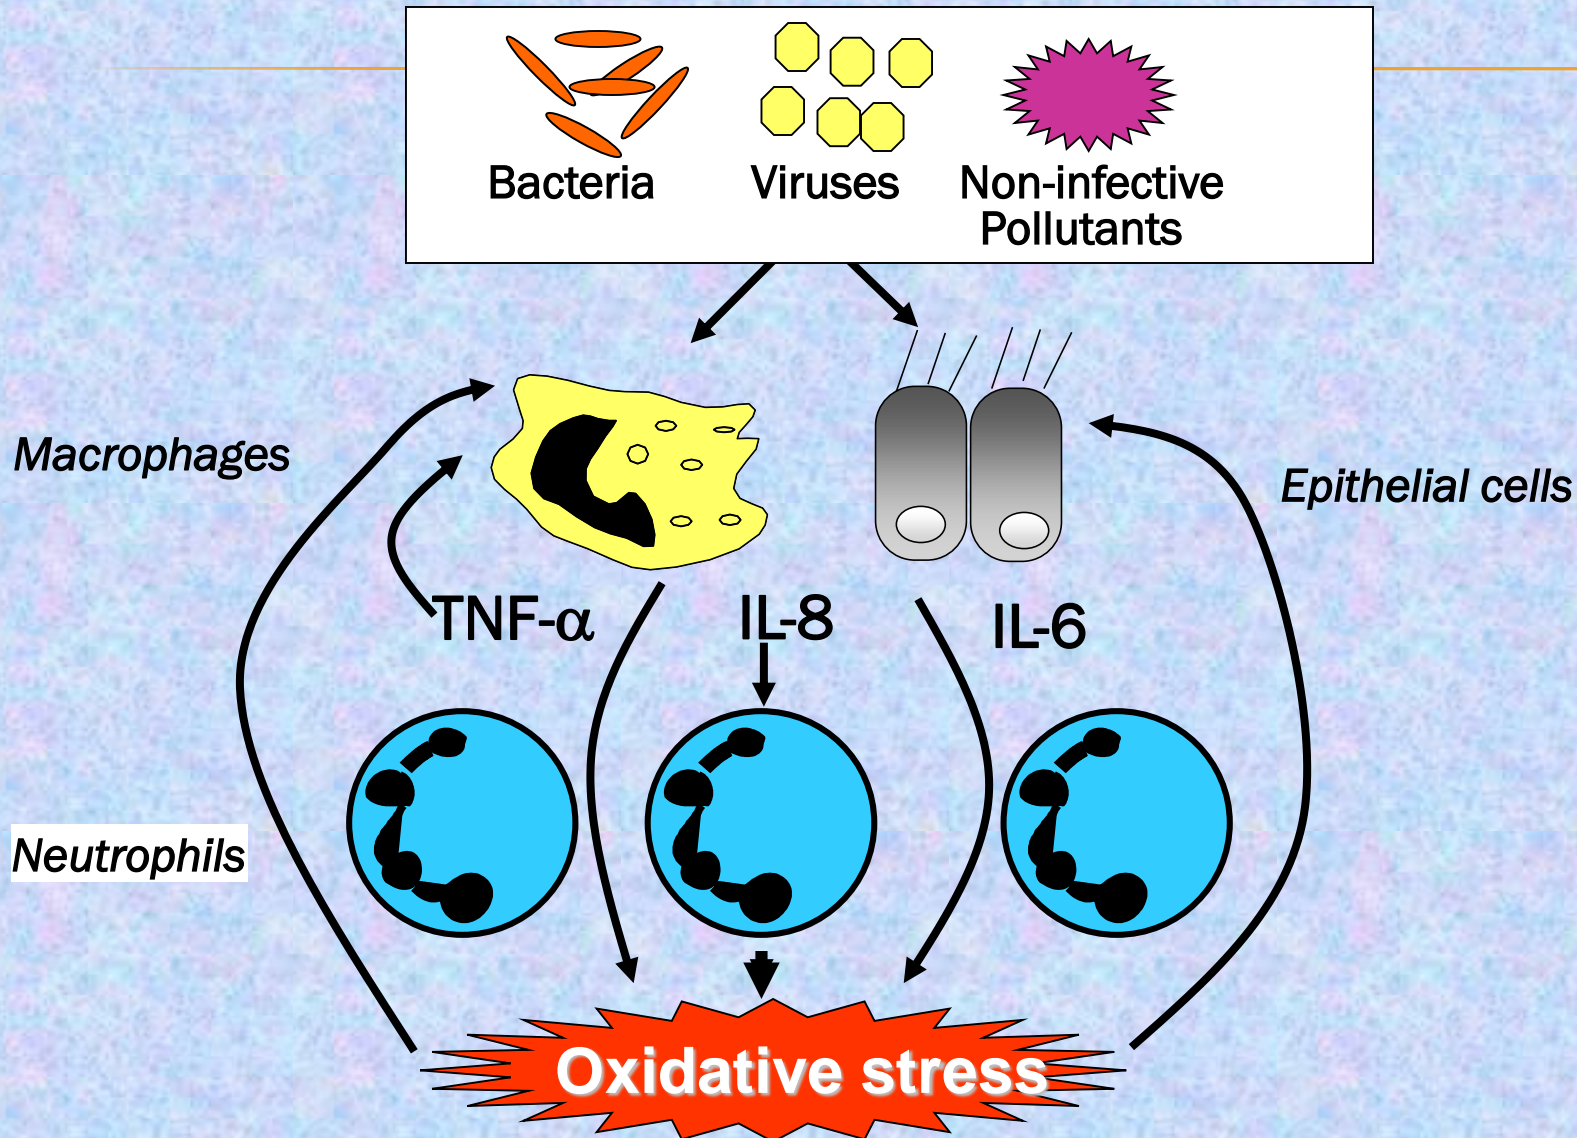 Bacteria
Viruses
Non-infective
Pollutants
Macrophages
Epithelial cells
TNF-α
IL-8
IL-6
Neutrophils
Oxidative stress